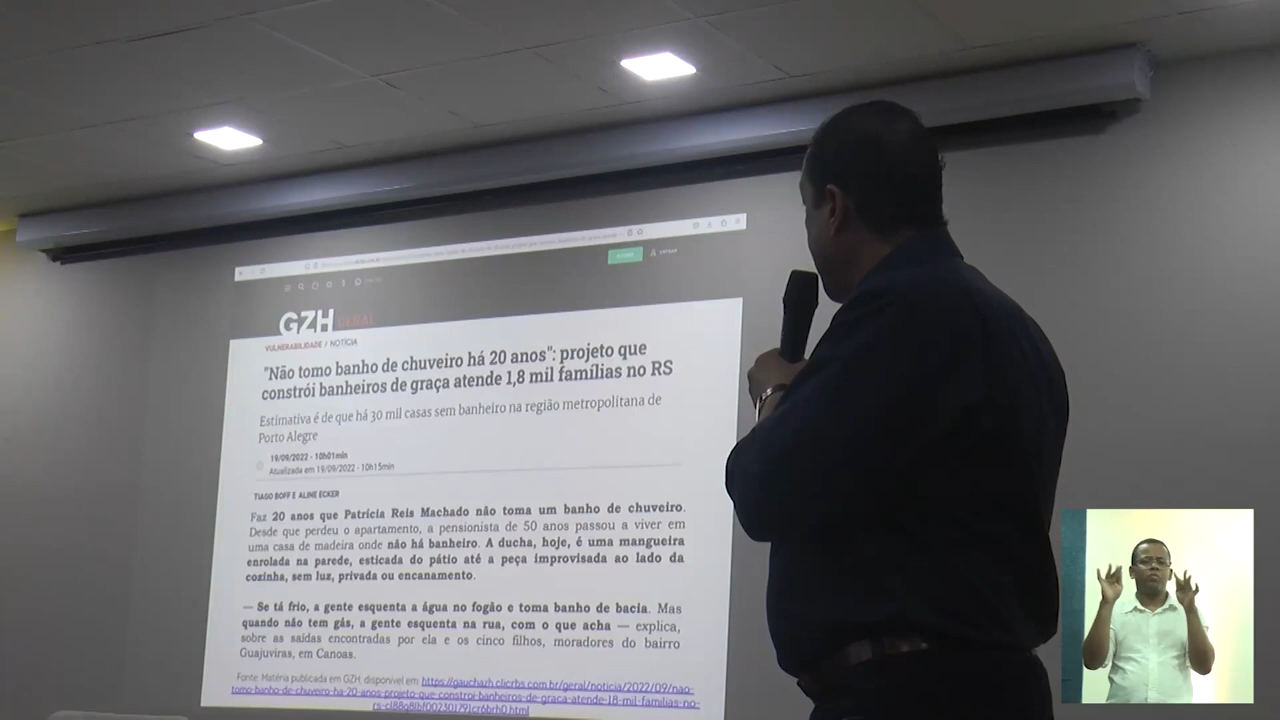 GZH GERAL
VULNERABILIDADE / NOTÍCIA
"Não tomo banho de chuveiro há 20 anos": projeto que
constrói banheiros de graça atende 1,8 mil famílias no RS
Estimativa é de que há 30 mil casas sem banheiro na região metropolitana de
Porto Alegre
19/09/2022 - 10h01min
Atualizada em 19/09/2022 - 10h15min
TIAGO BOFF E ALINE ECKER
Faz 20 anos que Patrícia Reis Machado não toma um banho de chuveiro.
Desde que perdeu o apartamento, a pensionista de 50 anos passou a viver em
uma casa de madeira onde não há banheiro. A ducha, hoje, é uma mangueira
enrolada na parede, esticada do pátio até a peça improvisada ao lado da
cozinha, sem luz, privada ou encanamento.
— Se tá frio, a gente esquenta a água no fogão e toma banho de bacia. Mas
quando não tem gás, a gente esquenta na rua, com o que acha — explica,
sobre as saídas encontradas por ela e os cinco filhos, moradores do bairro
Guajuviras, em Canoas.
Fonte: Matéria publicada em GZH, disponível em: https://gauchazh.clicrbs.com.br/geral/noticia/2022/09/nao-
tomo-banho-de-chuveiro-ha-20-anos-projeto-que-constroi-banheiros-de-graca-atende-18-mil-familias-no-